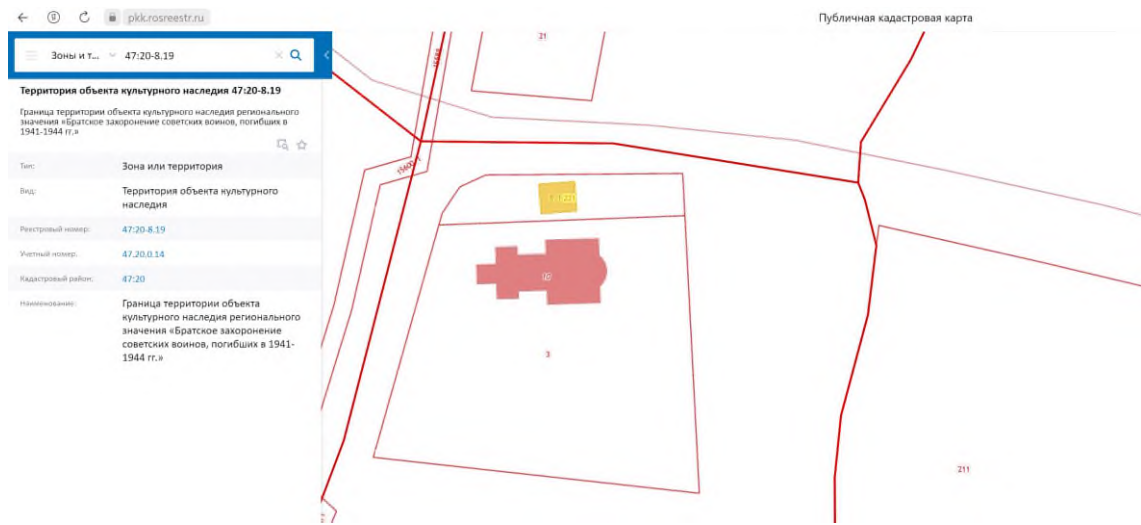 pkk.rosreestr.ru
Публичная кадастровая карта
Зоны и т...
47:20-8.19
Территория объекта культурного наследия 47:20-8.19
Граница территории объекта культурного наследия регионального
значения «Братское захоронение советских воинов, погибших в
1941-1944 гг.»
Тип:
Зона или территория
Вид:
Территория объекта культурного
наследия
Реестровый номер:
47:20-8.19
Учетный номер:
47.20.0.14
Кадастровый район:
47:20
Наименование:
Граница территории объекта
культурного наследия регионального
значения «Братское захоронение
советских воинов, погибших в 1941-
1944 гг.»
21
3
211